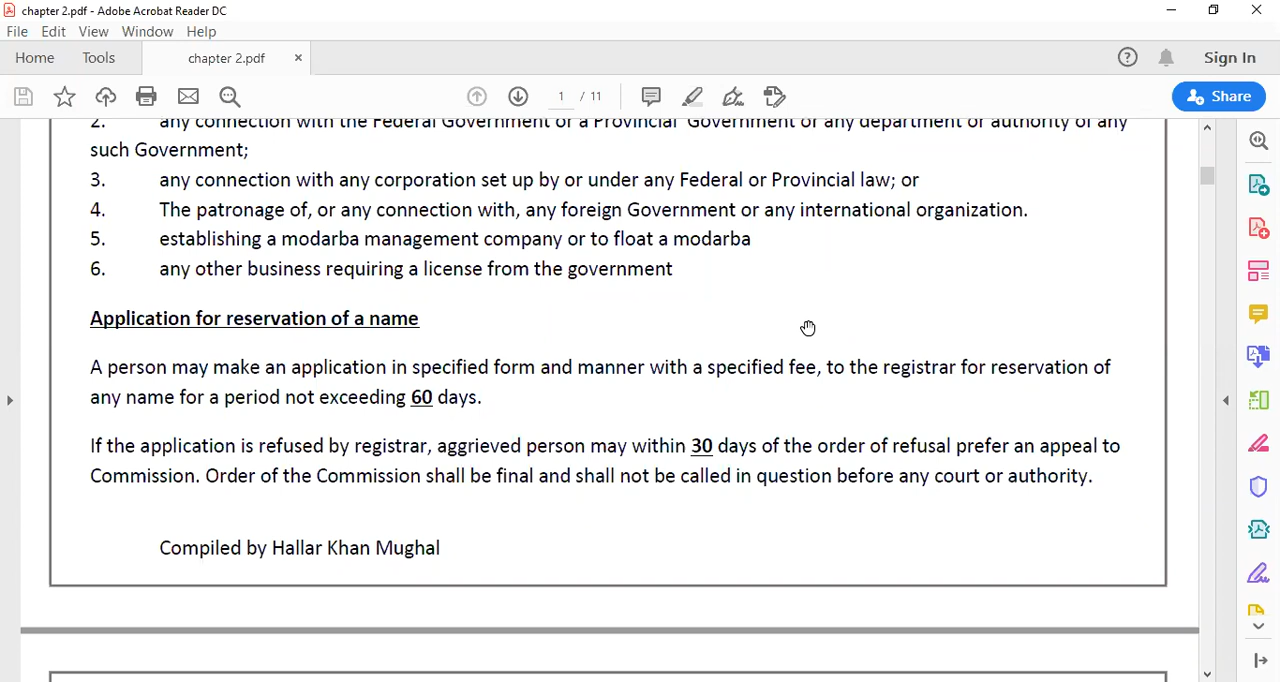 chapter 2.pdf - Adobe Acrobat Reader DC
File Edit View Window Help
Home Tools chapter 2.pdf × Sign In
1 / 11 Share
2. any connection with the Federal Government or a Provincial Government or any department or authority of any
such Government;
3. any connection with any corporation set up by or under any Federal or Provincial law; or
4. The patronage of, or any connection with, any foreign Government or any international organization.
5. establishing a modarba management company or to float a modarba
6. any other business requiring a license from the government
Application for reservation of a name
A person may make an application in specified form and manner with a specified fee, to the registrar for reservation of
any name for a period not exceeding 60 days.
If the application is refused by registrar, aggrieved person may within 30 days of the order of refusal prefer an appeal to
Commission. Order of the Commission shall be final and shall not be called in question before any court or authority.
Compiled by Hallar Khan Mughal